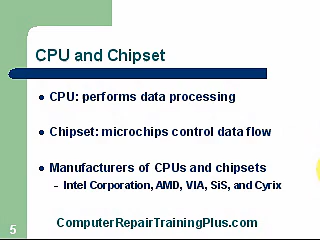 CPU and Chipset
• CPU: performs data processing
• Chipset: microchips control data flow
• Manufacturers of CPUs and chipsets
- Intel Corporation, AMD, VIA, SiS, and Cyrix
5
ComputerRepairTrainingPlus.com